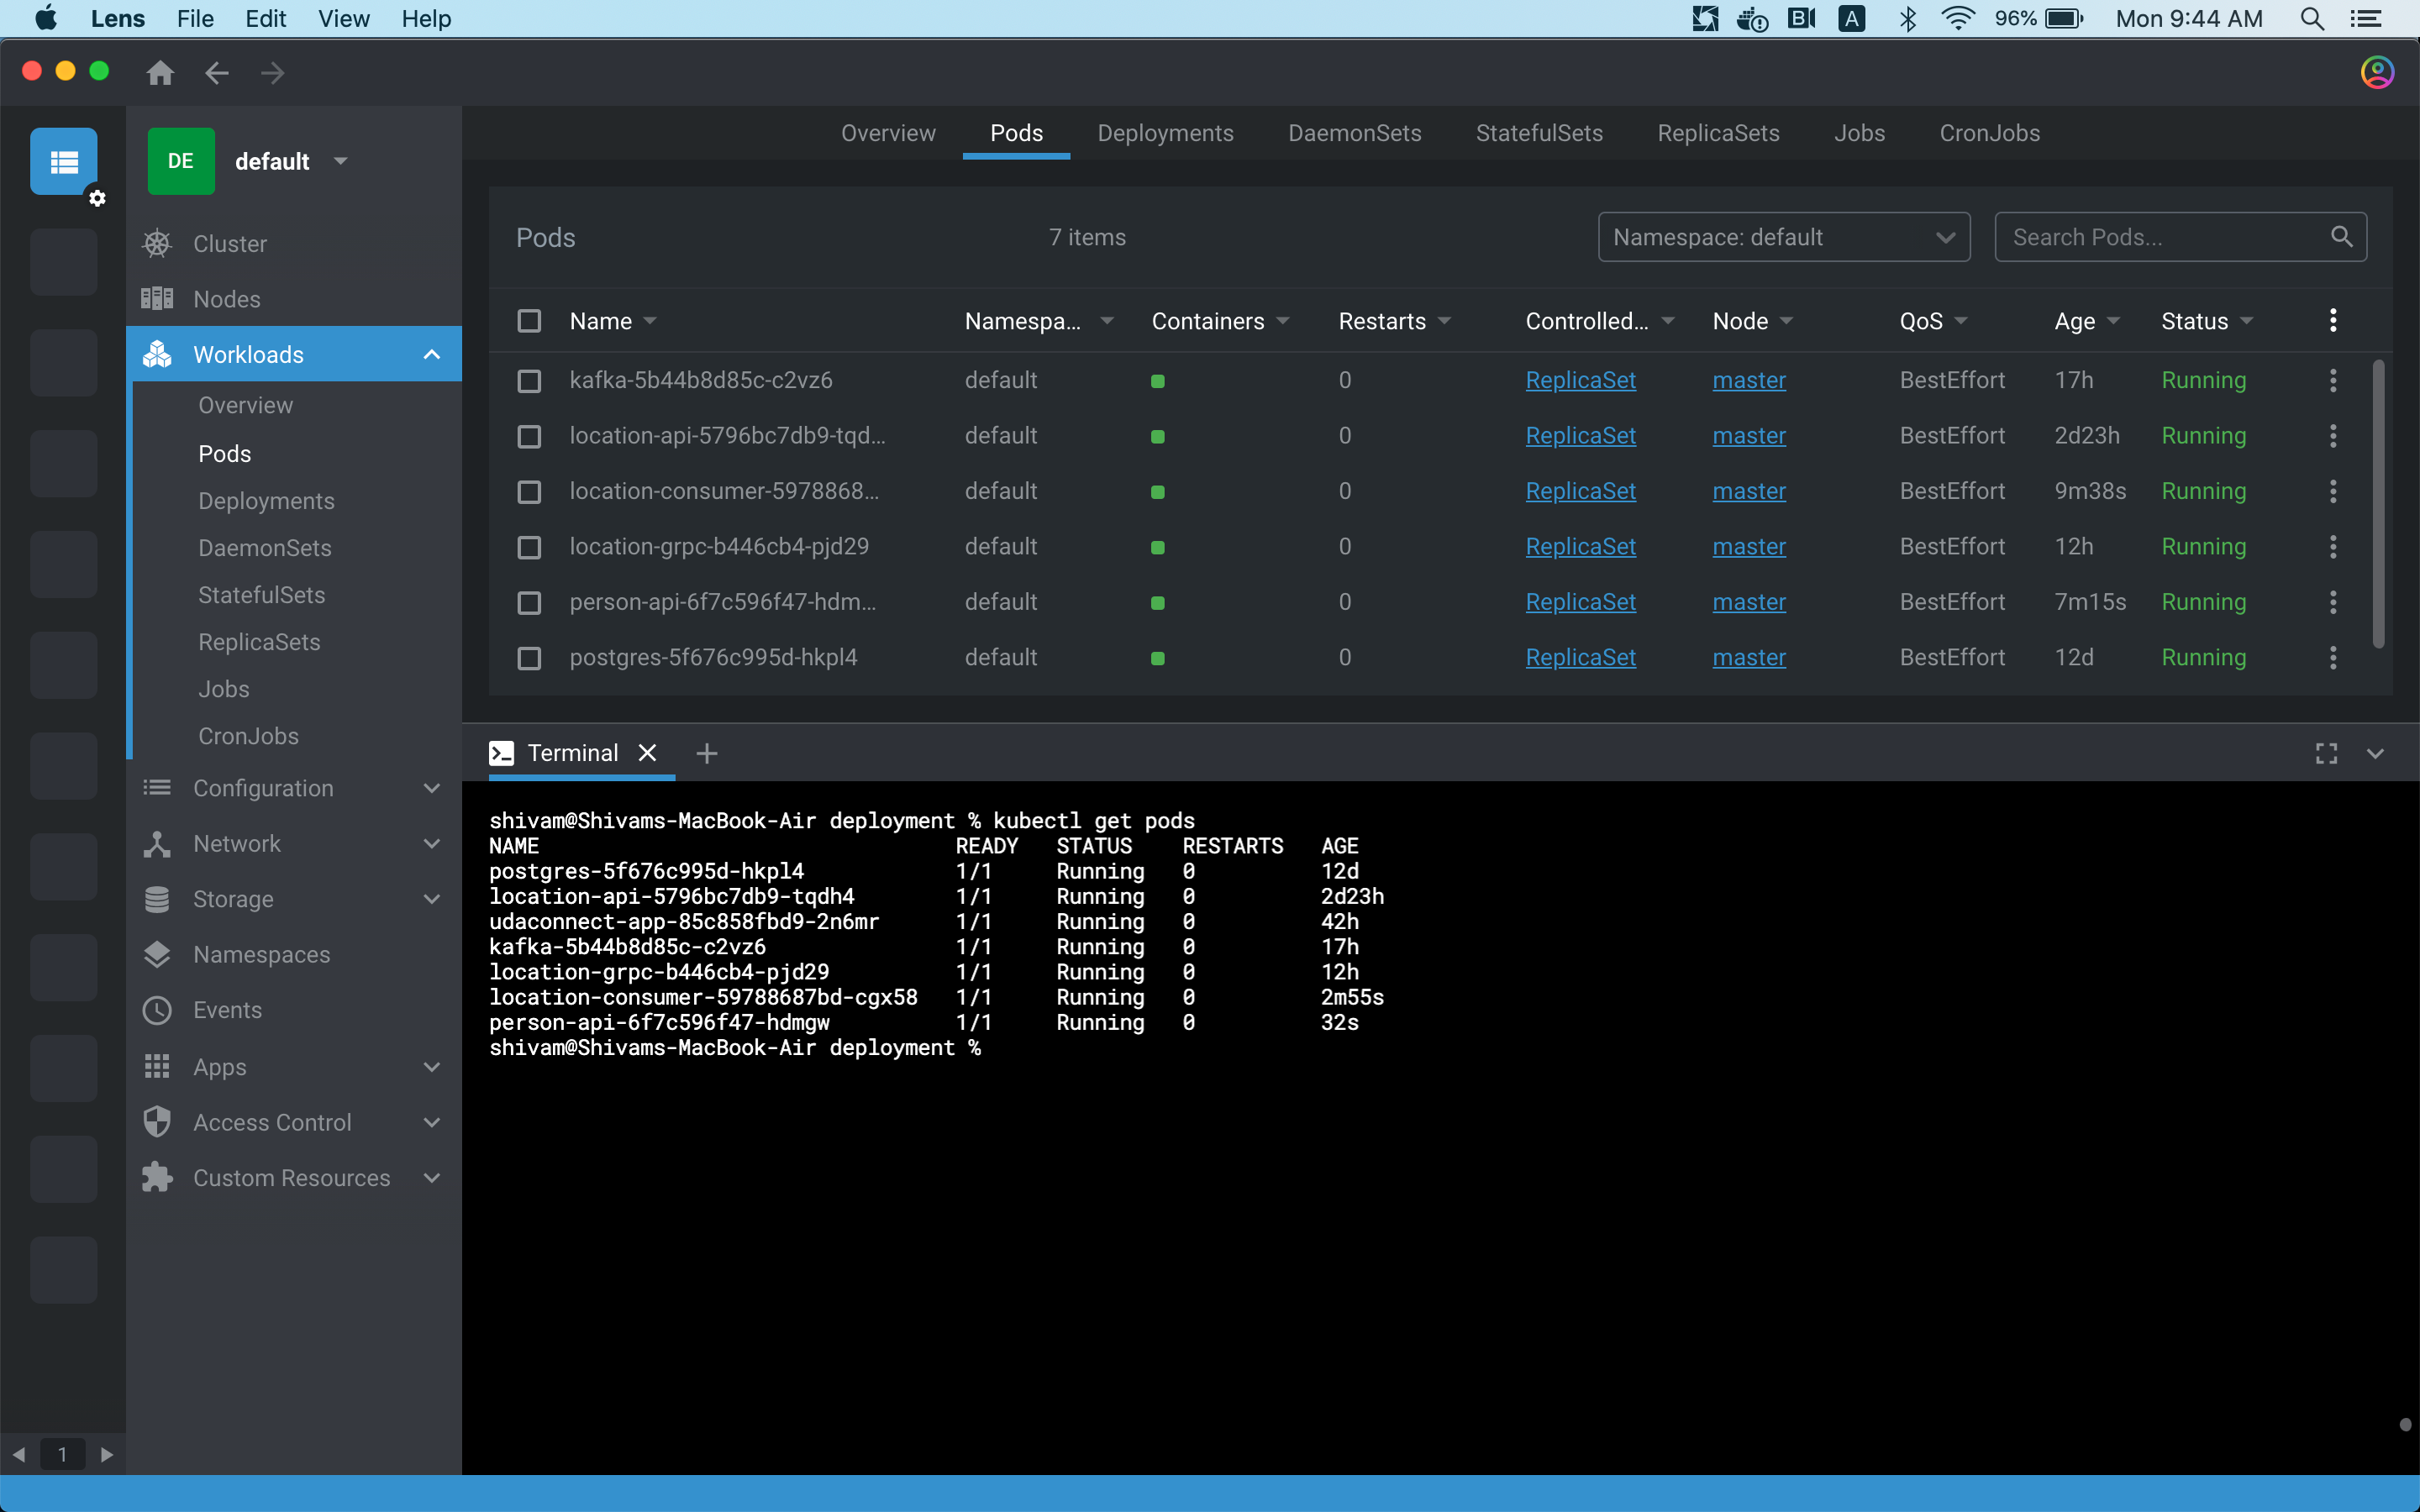 Lens File Edit View Help B A 96% Mon 9:44 AM
DE default
Overview Pods Deployments DaemonSets StatefulSets ReplicaSets Jobs CronJobs
Cluster
Nodes
Workloads
Overview
Pods
Deployments
DaemonSets
StatefulSets
ReplicaSets
Jobs
CronJobs
Configuration
Network
Storage
Namespaces
Events
Apps
Access Control
Custom Resources
1
Pods 7 items Namespace: default Search Pods...
Name Namespa... Containers Restarts Controlled... Node QoS Age Status
kafka-5b44b8d85c-c2vz6 default 0 ReplicaSet master BestEffort 17h Running
location-api-5796bc7db9-tqd... default 0 ReplicaSet master BestEffort 2d23h Running
location-consumer-5978868... default 0 ReplicaSet master BestEffort 9m38s Running
location-grpc-b446cb4-pjd29 default 0 ReplicaSet master BestEffort 12h Running
person-api-6f7c596f47-hdm... default 0 ReplicaSet master BestEffort 7m15s Running
postgres-5f676c995d-hkpl4 default 0 ReplicaSet master BestEffort 12d Running
Terminal
shivam@Shivams-MacBook-Air deployment % kubectl get pods
NAME READY STATUS RESTARTS AGE
postgres-5f676c995d-hkpl4 1/1 Running 0 12d
location-api-5796bc7db9-tqdh4 1/1 Running 0 2d23h
udaconnect-app-85c858fbd9-2n6mr 1/1 Running 0 42h
kafka-5b44b8d85c-c2vz6 1/1 Running 0 17h
location-grpc-b446cb4-pjd29 1/1 Running 0 12h
location-consumer-59788687bd-cgx58 1/1 Running 0 2m55s
person-api-6f7c596f47-hdmgw 1/1 Running 0 32s
shivam@Shivams-MacBook-Air deployment %